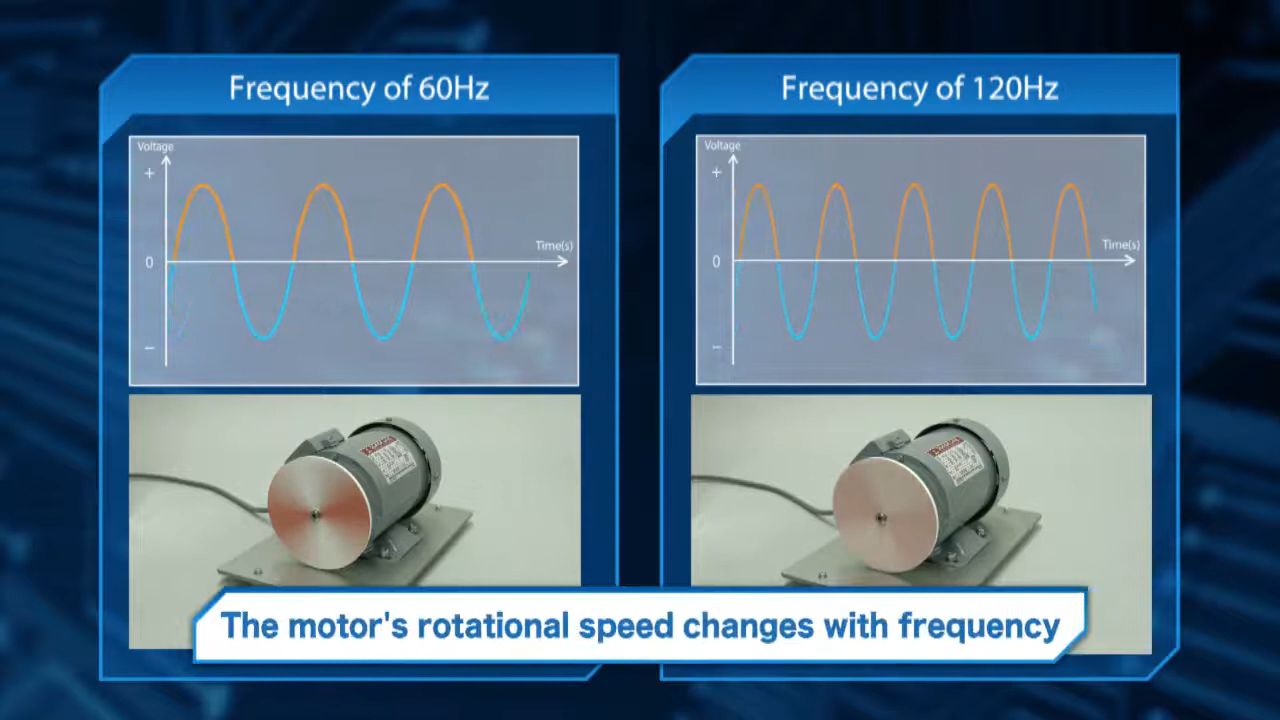 Frequency of 60Hz
Voltage
+
0
Time(s)
−
Frequency of 120Hz
Voltage
+
0
Time(s)
−
The motor's rotational speed changes with frequency